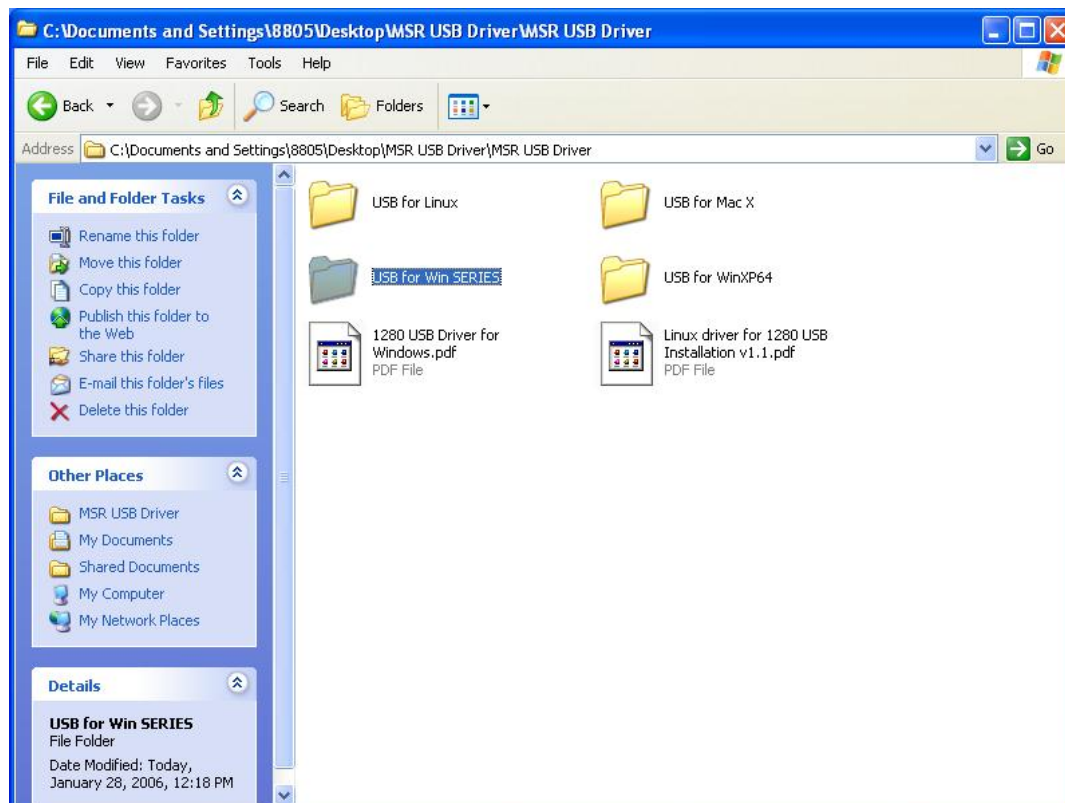 C:\Documents and Settings\8805\Desktop\MSR USB Driver\MSR USB Driver
File Edit View Favorites Tools Help
Back Search Folders
Address C:\Documents and Settings\8805\Desktop\MSR USB Driver\MSR USB Driver Go
File and Folder Tasks
Rename this folder
Move this folder
Copy this folder
Publish this folder to
the Web
Share this folder
E-mail this folder's files
Delete this folder
Other Places
MSR USB Driver
My Documents
Shared Documents
My Computer
My Network Places
Details
USB for Win SERIES
File Folder
Date Modified: Today,
January 28, 2006, 12:18 PM
USB for Linux
USB for Mac X
USB for Win SERIES
USB for WinXP64
1280 USB Driver for
Windows.pdf
PDF File
Linux driver for 1280 USB
Installation v1.1.pdf
PDF File